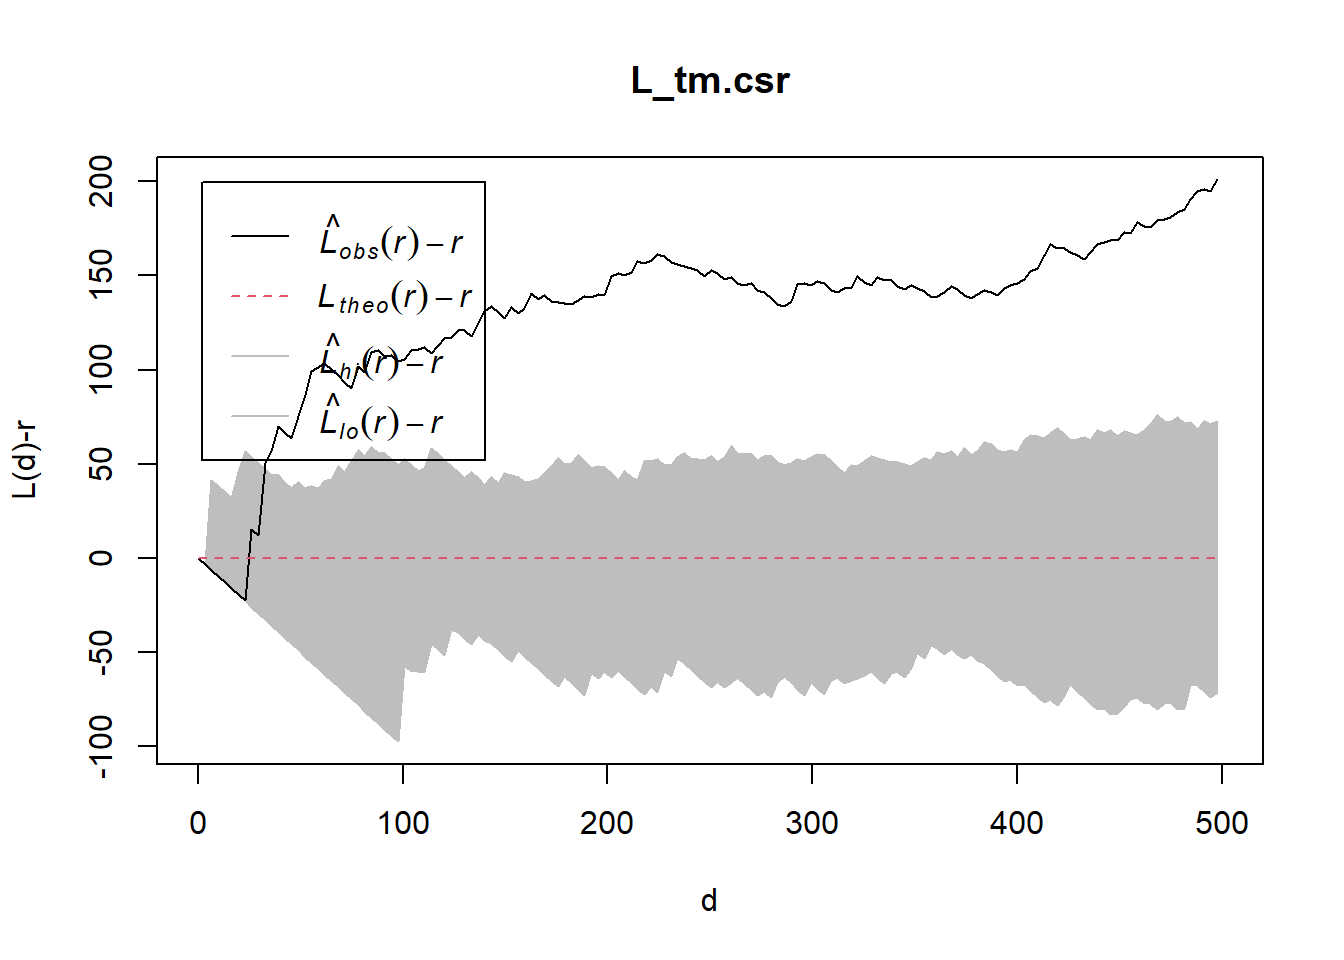 L_tm.csr
L(d)-r
200
150
100
50
0
-50
-100
L̂obs(r) − r
Ltheo(r) − r
L̂hi(r) − r
L̂lo(r) − r
0 100 200 300 400 500
d